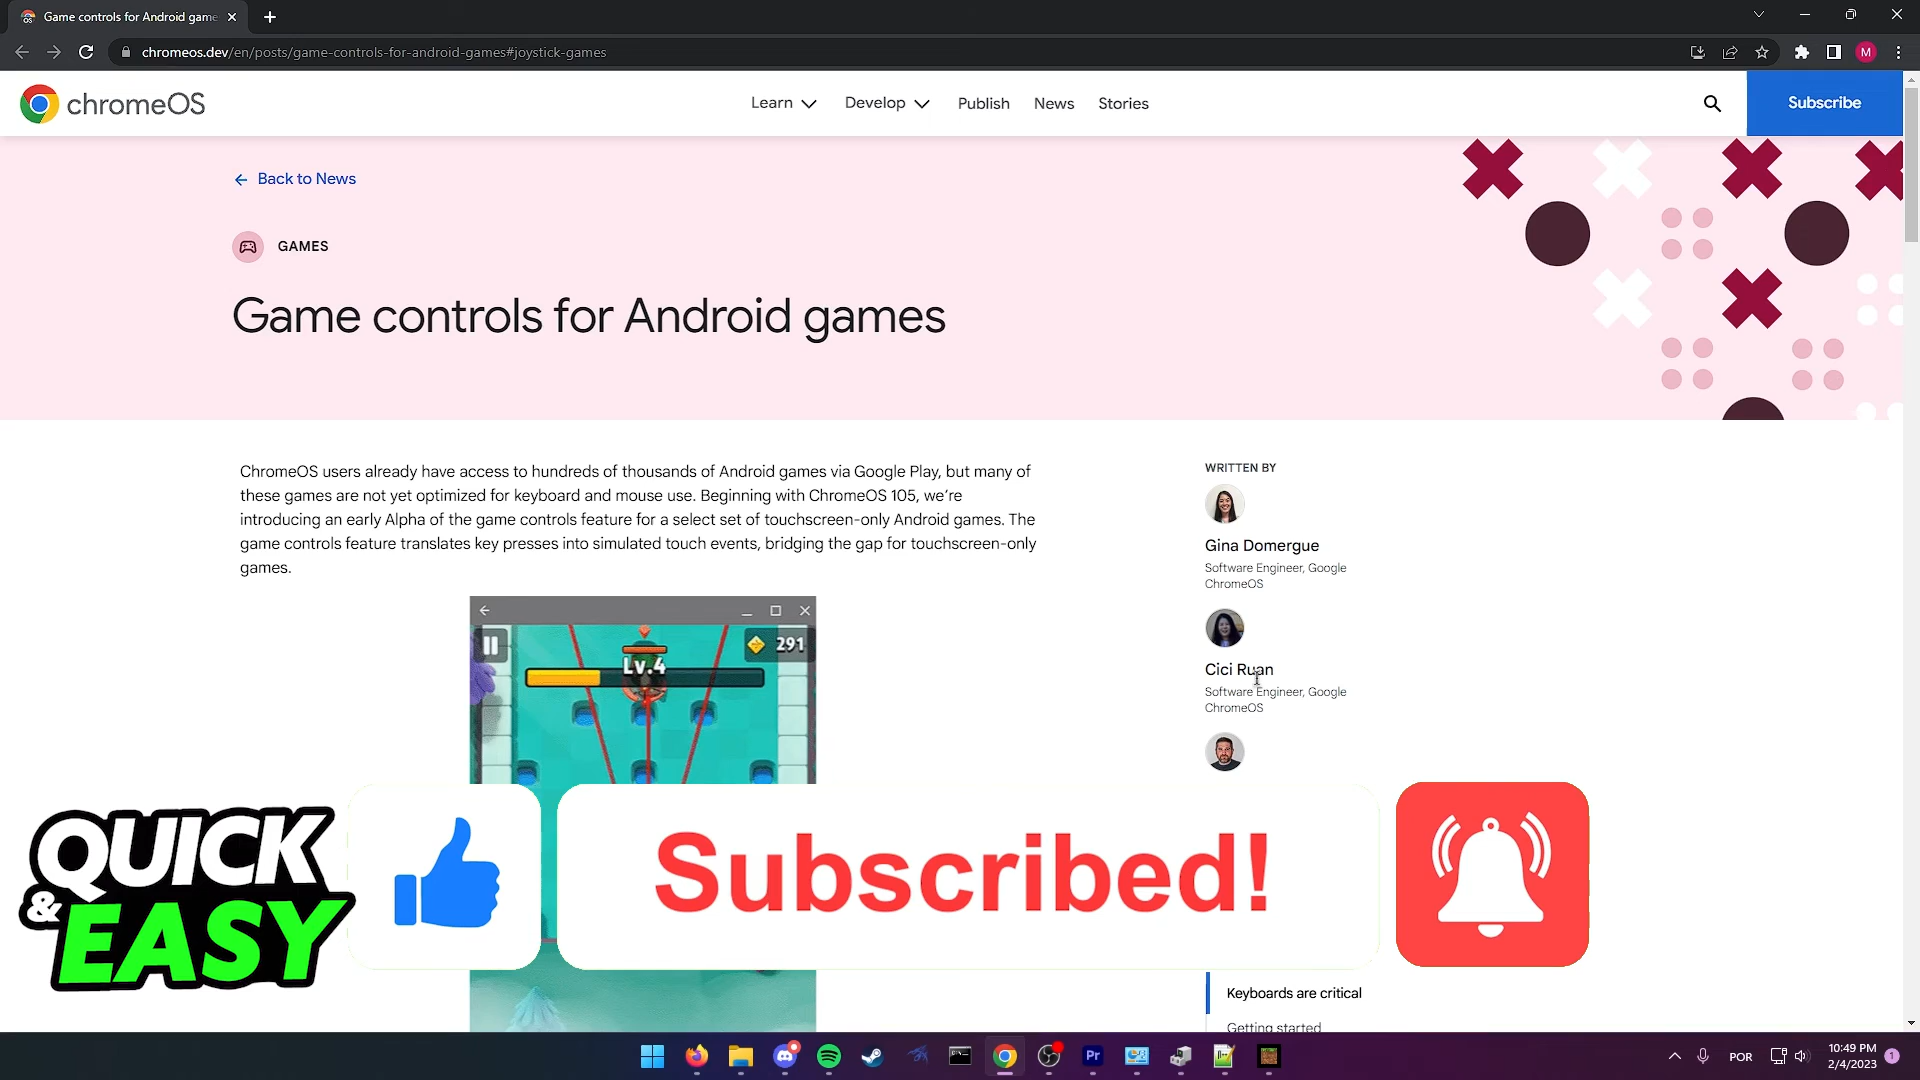 Game controls for Android game
chromeos.dev/en/posts/game-controls-for-android-games#joystick-games
M
chromeOS
Learn
Develop
Publish
News
Stories
Subscribe
Back to News
GAMES
Game controls for Android games
ChromeOS users already have access to hundreds of thousands of Android games via Google Play, but many of
these games are not yet optimized for keyboard and mouse use. Beginning with ChromeOS 105, we're
introducing an early Alpha of the game controls feature for a select set of touchscreen-only Android games. The
game controls feature translates key presses into simulated touch events, bridging the gap for touchscreen-only
games.
WRITTEN BY
Gina Domergue
Software Engineer, Google
ChromeOS
Cici Ruan
Software Engineer, Google
ChromeOS
291
Lv.4
QUICK
& EASY
Subscribed!
Keyboards are critical
Getting started
Pr
POR
10:49 PM
2/4/2023
1